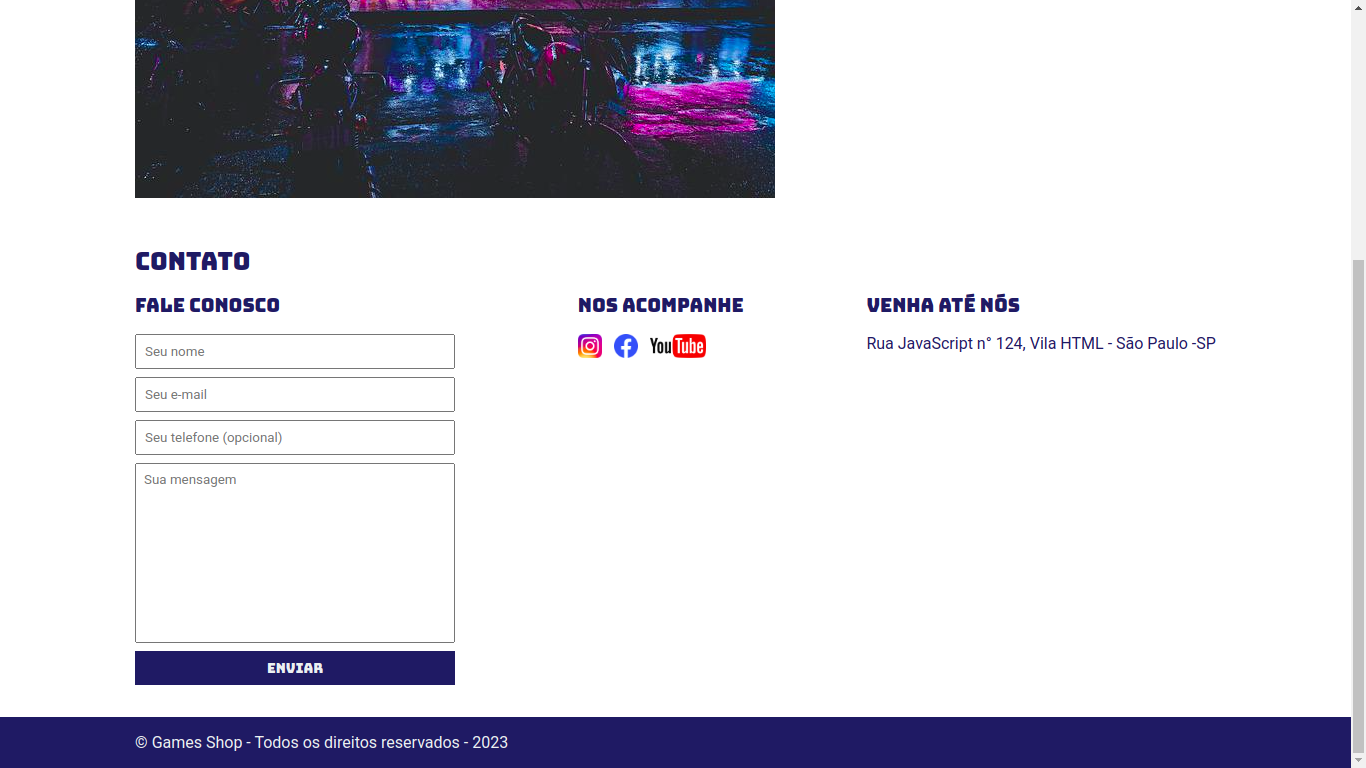 CONTATO
FALE CONOSCO
Seu nome
Seu e-mail
Seu telefone (opcional)
Sua mensagem
ENVIAR
NOS ACOMPANHE
YouTube
VENHA ATÉ NÓS
Rua JavaScript n° 124, Vila HTML - São Paulo -SP
© Games Shop - Todos os direitos reservados - 2023